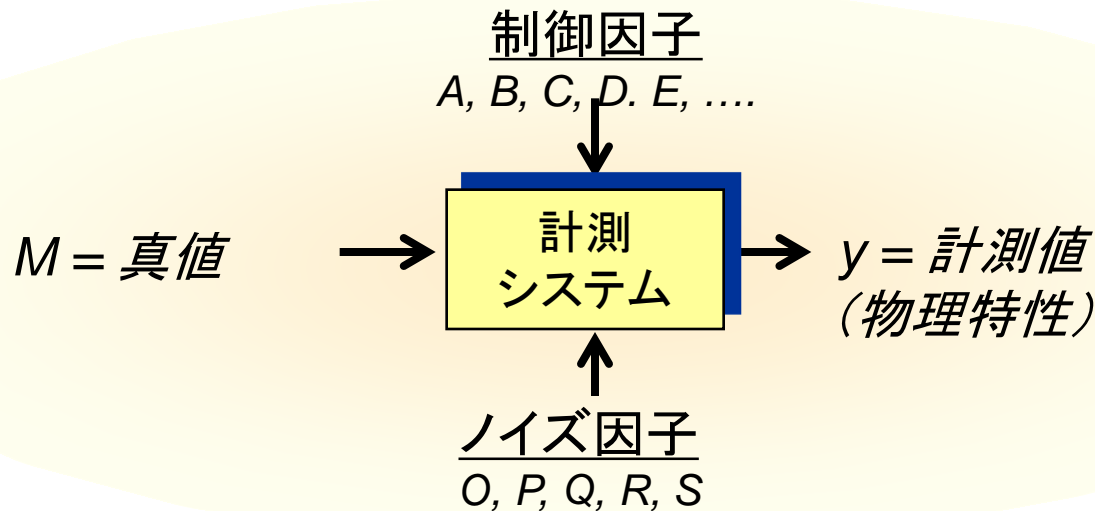 制御因子
A, B, C, D. E, ....
M = 真値
計測
システム
y = 計測値
（物理特性）
ノイズ因子
O, P, Q, R, S